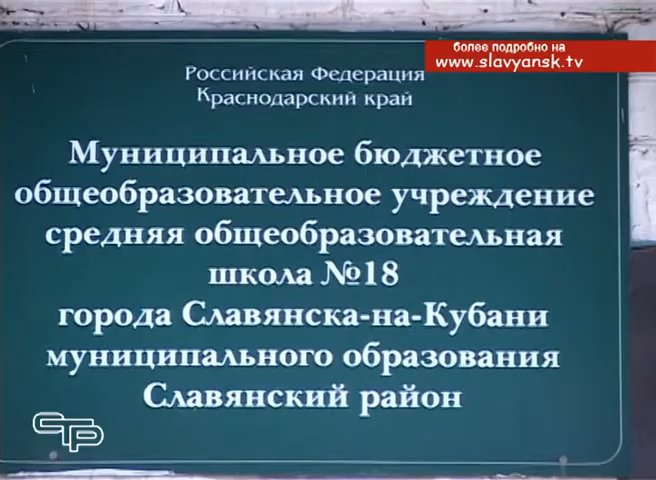 более подробно на
www.slavyansk.tv
Российская Федерация
Краснодарский край
Муниципальное бюджетное
общеобразовательное учреждение
средняя общеобразовательная
школа №18
города Славянска-на-Кубани
муниципального образования
Славянский район
СТР